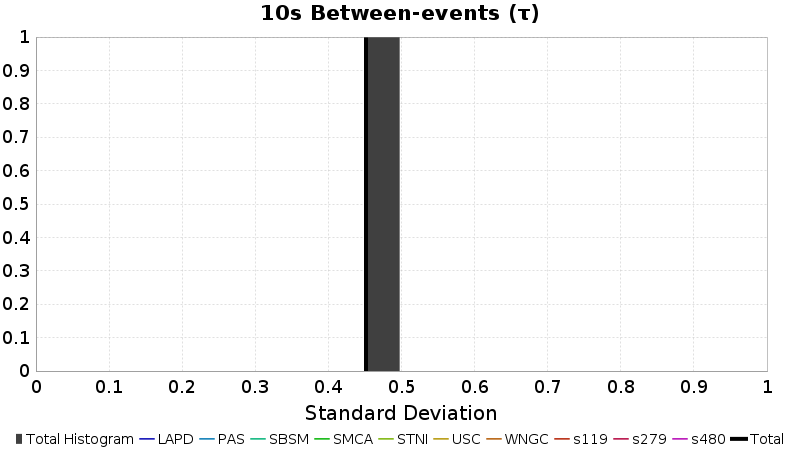 10s Between-events (τ)
1
0.9
0.8
0.7
0.6
0.5
0.4
0.3
0.2
0.1
0
0 0.1 0.2 0.3 0.4 0.5 0.6 0.7 0.8 0.9 1
Standard Deviation
Total Histogram LAPD PAS SBSM SMCA STNI USC WNGC s119 s279 s480 Total